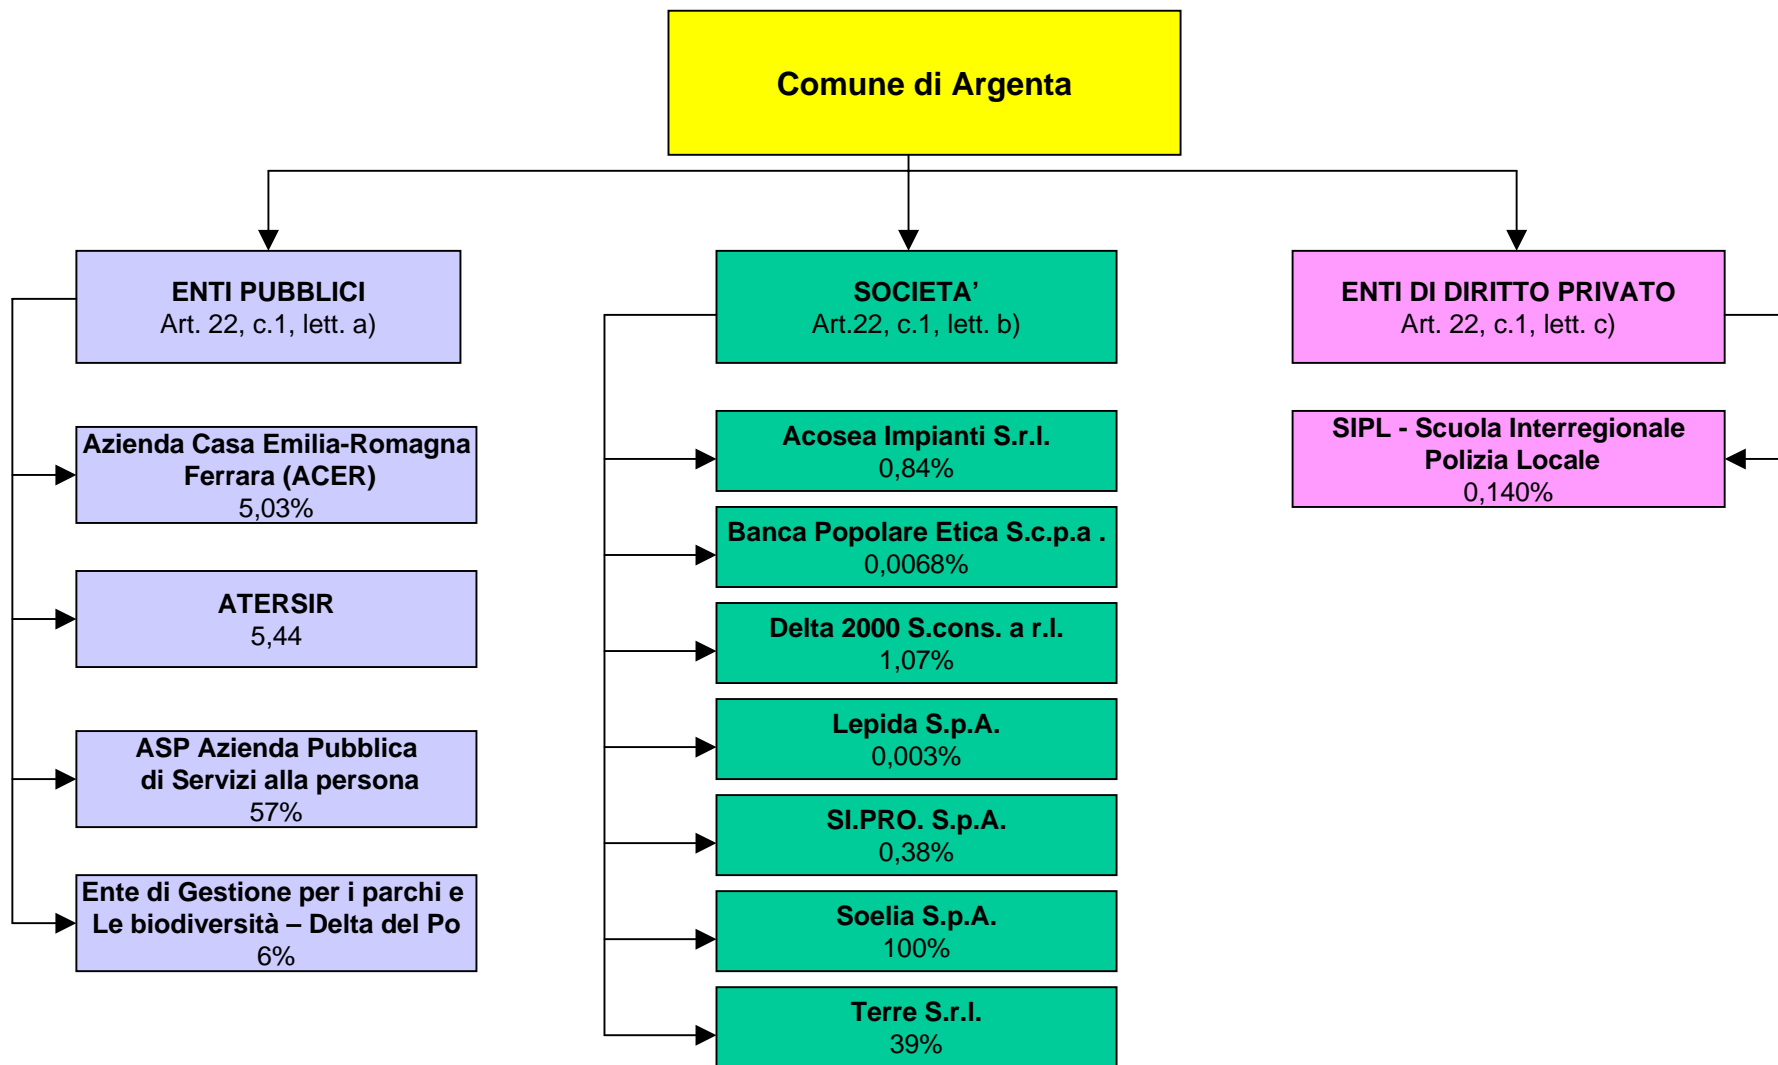 Comune di Argenta
ENTI PUBBLICI
Art. 22, c.1, lett. a)
Azienda Casa Emilia-Romagna
Ferrara (ACER)
5,03%
ATERSIR
5,44
ASP Azienda Pubblica
di Servizi alla persona
57%
Ente di Gestione per i parchi e
Le biodiversità – Delta del Po
6%
SOCIETA’
Art.22, c.1, lett. b)
Acosea Impianti S.r.l.
0,84%
Banca Popolare Etica S.c.p.a .
0,0068%
Delta 2000 S.cons. a r.l.
1,07%
Lepida S.p.A.
0,003%
SI.PRO. S.p.A.
0,38%
Soelia S.p.A.
100%
Terre S.r.l.
39%
ENTI DI DIRITTO PRIVATO
Art. 22, c.1, lett. c)
SIPL - Scuola Interregionale
Polizia Locale
0,140%